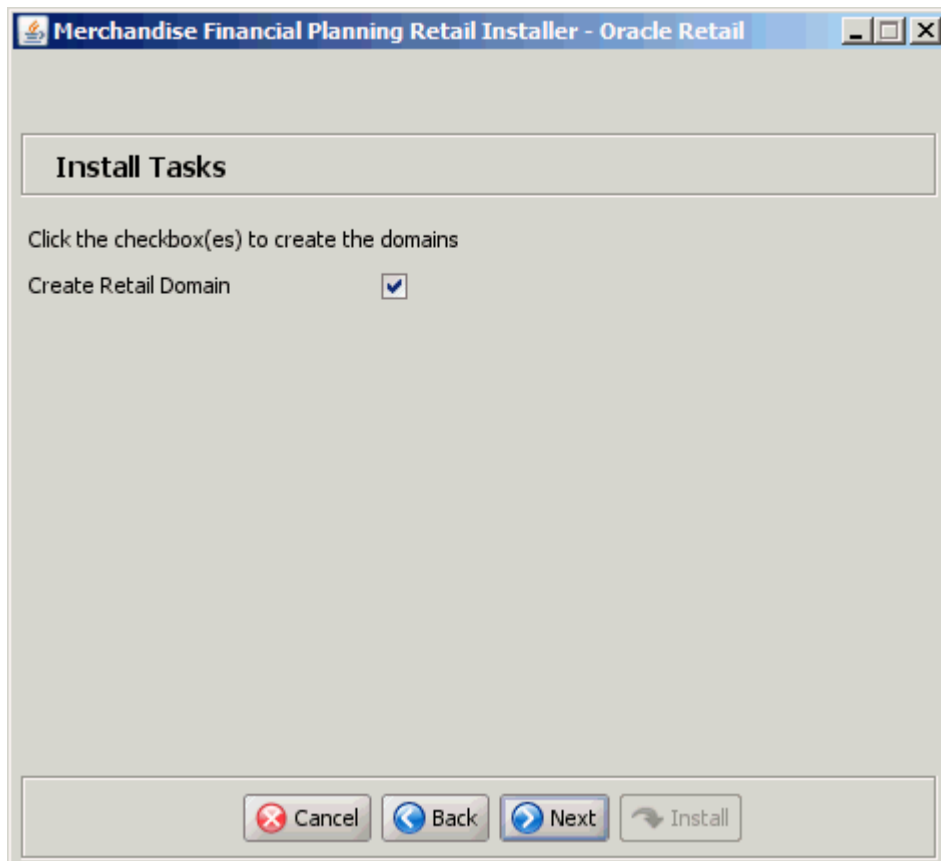 Merchandise Financial Planning Retail Installer - Oracle Retail
Install Tasks
Click the checkbox(es) to create the domains
Create Retail Domain
Cancel Back Next Install